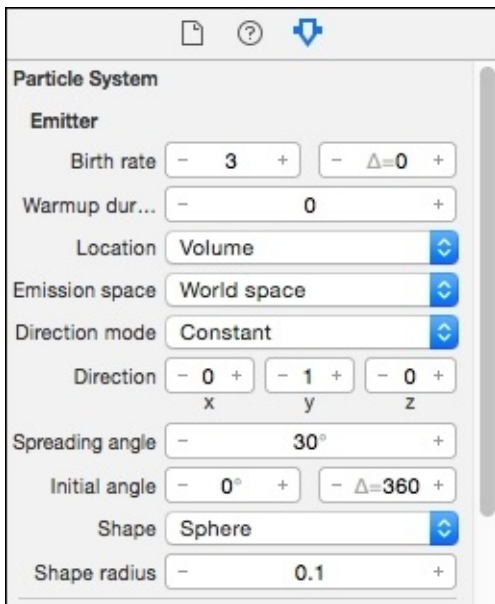 Particle System
Emitter
Birth rate - 3 + - Δ=0 +
Warmup dur... - 0 +
Location Volume
Emission space World space
Direction mode Constant
Direction - 0 + - 1 + - 0 +
x y z
Spreading angle - 30° +
Initial angle - 0° + - Δ=360 +
Shape Sphere
Shape radius - 0.1 +